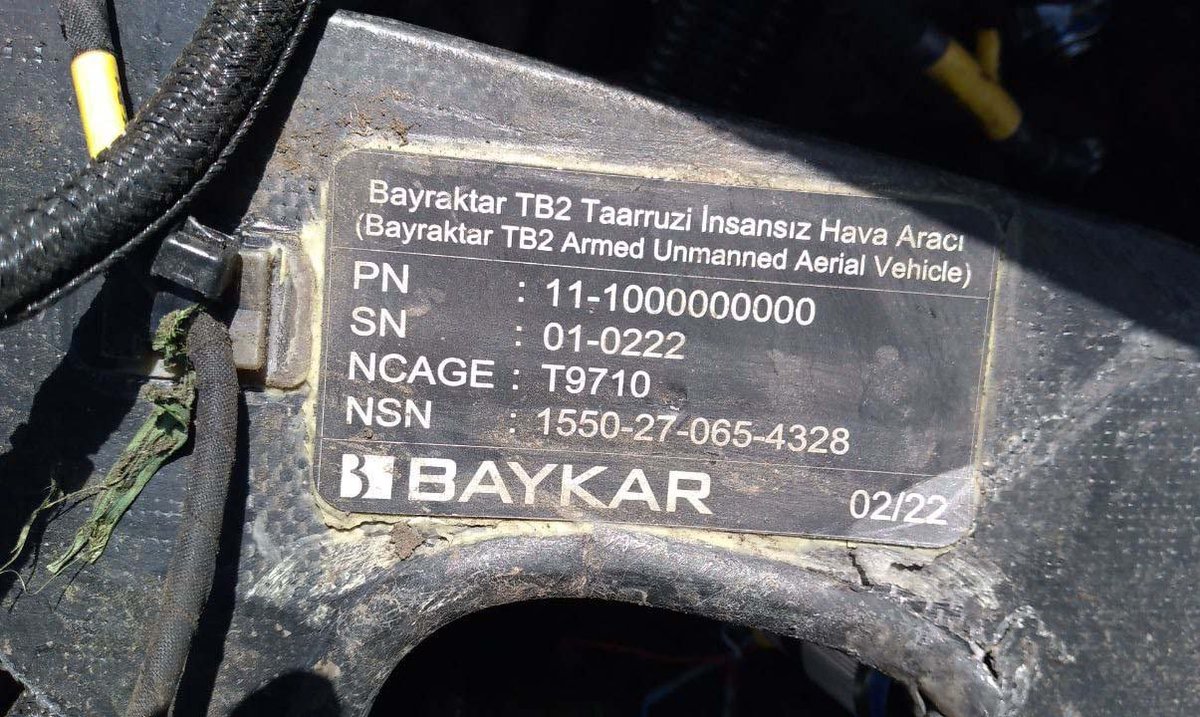 Bayraktar TB2 Taarruzi İnsansız Hava Aracı
(Bayraktar TB2 Armed Unmanned Aerial Vehicle)
PN : 11-1000000000
SN : 01-0222
NCAGE : T9710
NSN : 1550-27-065-4328
BAYKAR 02/22